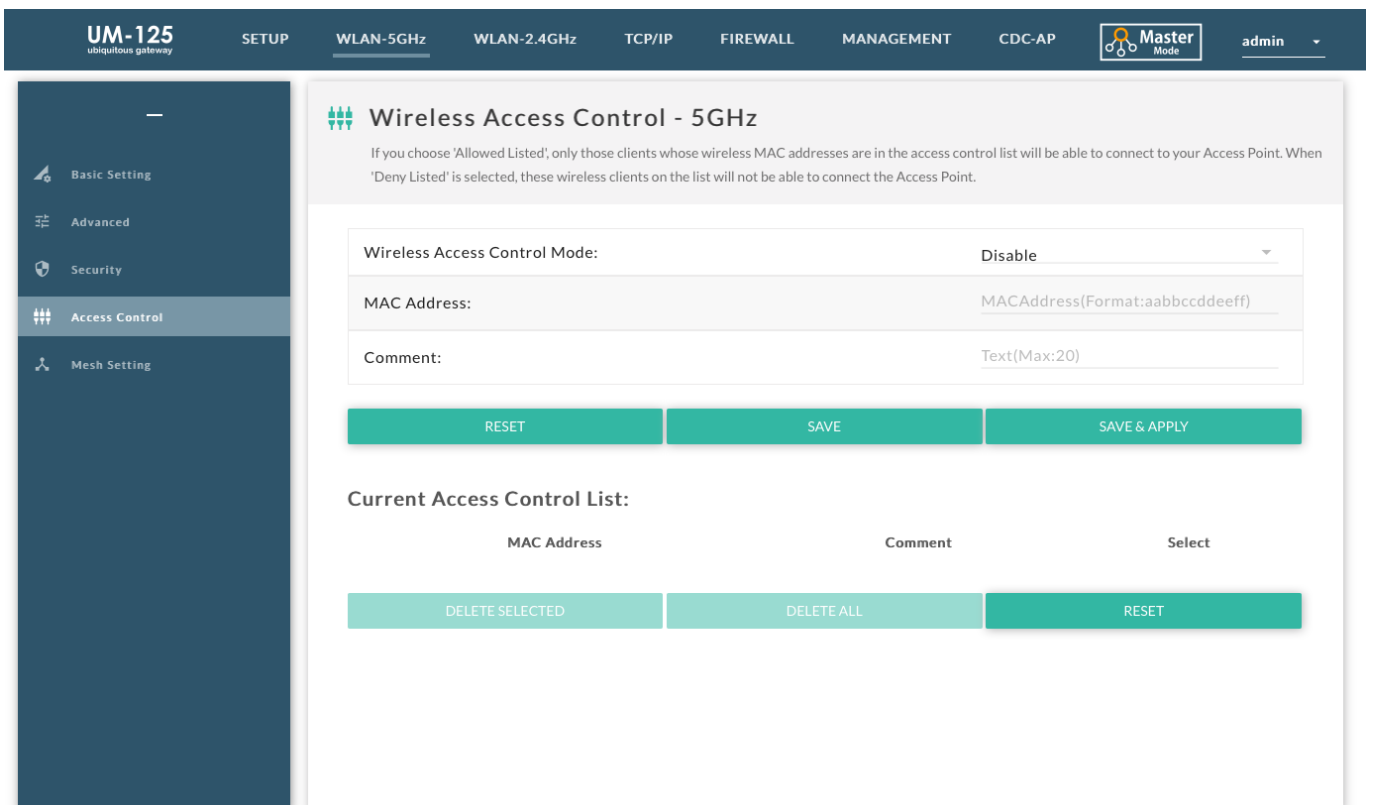 UM-125
ubiquitous gateway
SETUP
WLAN-5GHz
WLAN-2.4GHz
TCP/IP
FIREWALL
MANAGEMENT
CDC-AP
Master
Mode
admin
Basic Setting
Advanced
Security
Access Control
Mesh Setting
Wireless Access Control - 5GHz
If you choose 'Allowed Listed', only those clients whose wireless MAC addresses are in the access control list will be able to connect to your Access Point. When
'Deny Listed' is selected, these wireless clients on the list will not be able to connect the Access Point.
Wireless Access Control Mode:
Disable
MAC Address:
MACAddress(Format:aabbccddeeff)
Comment:
Text(Max:20)
RESET
SAVE
SAVE & APPLY
Current Access Control List:
MAC Address
Comment
Select
DELETE SELECTED
DELETE ALL
RESET